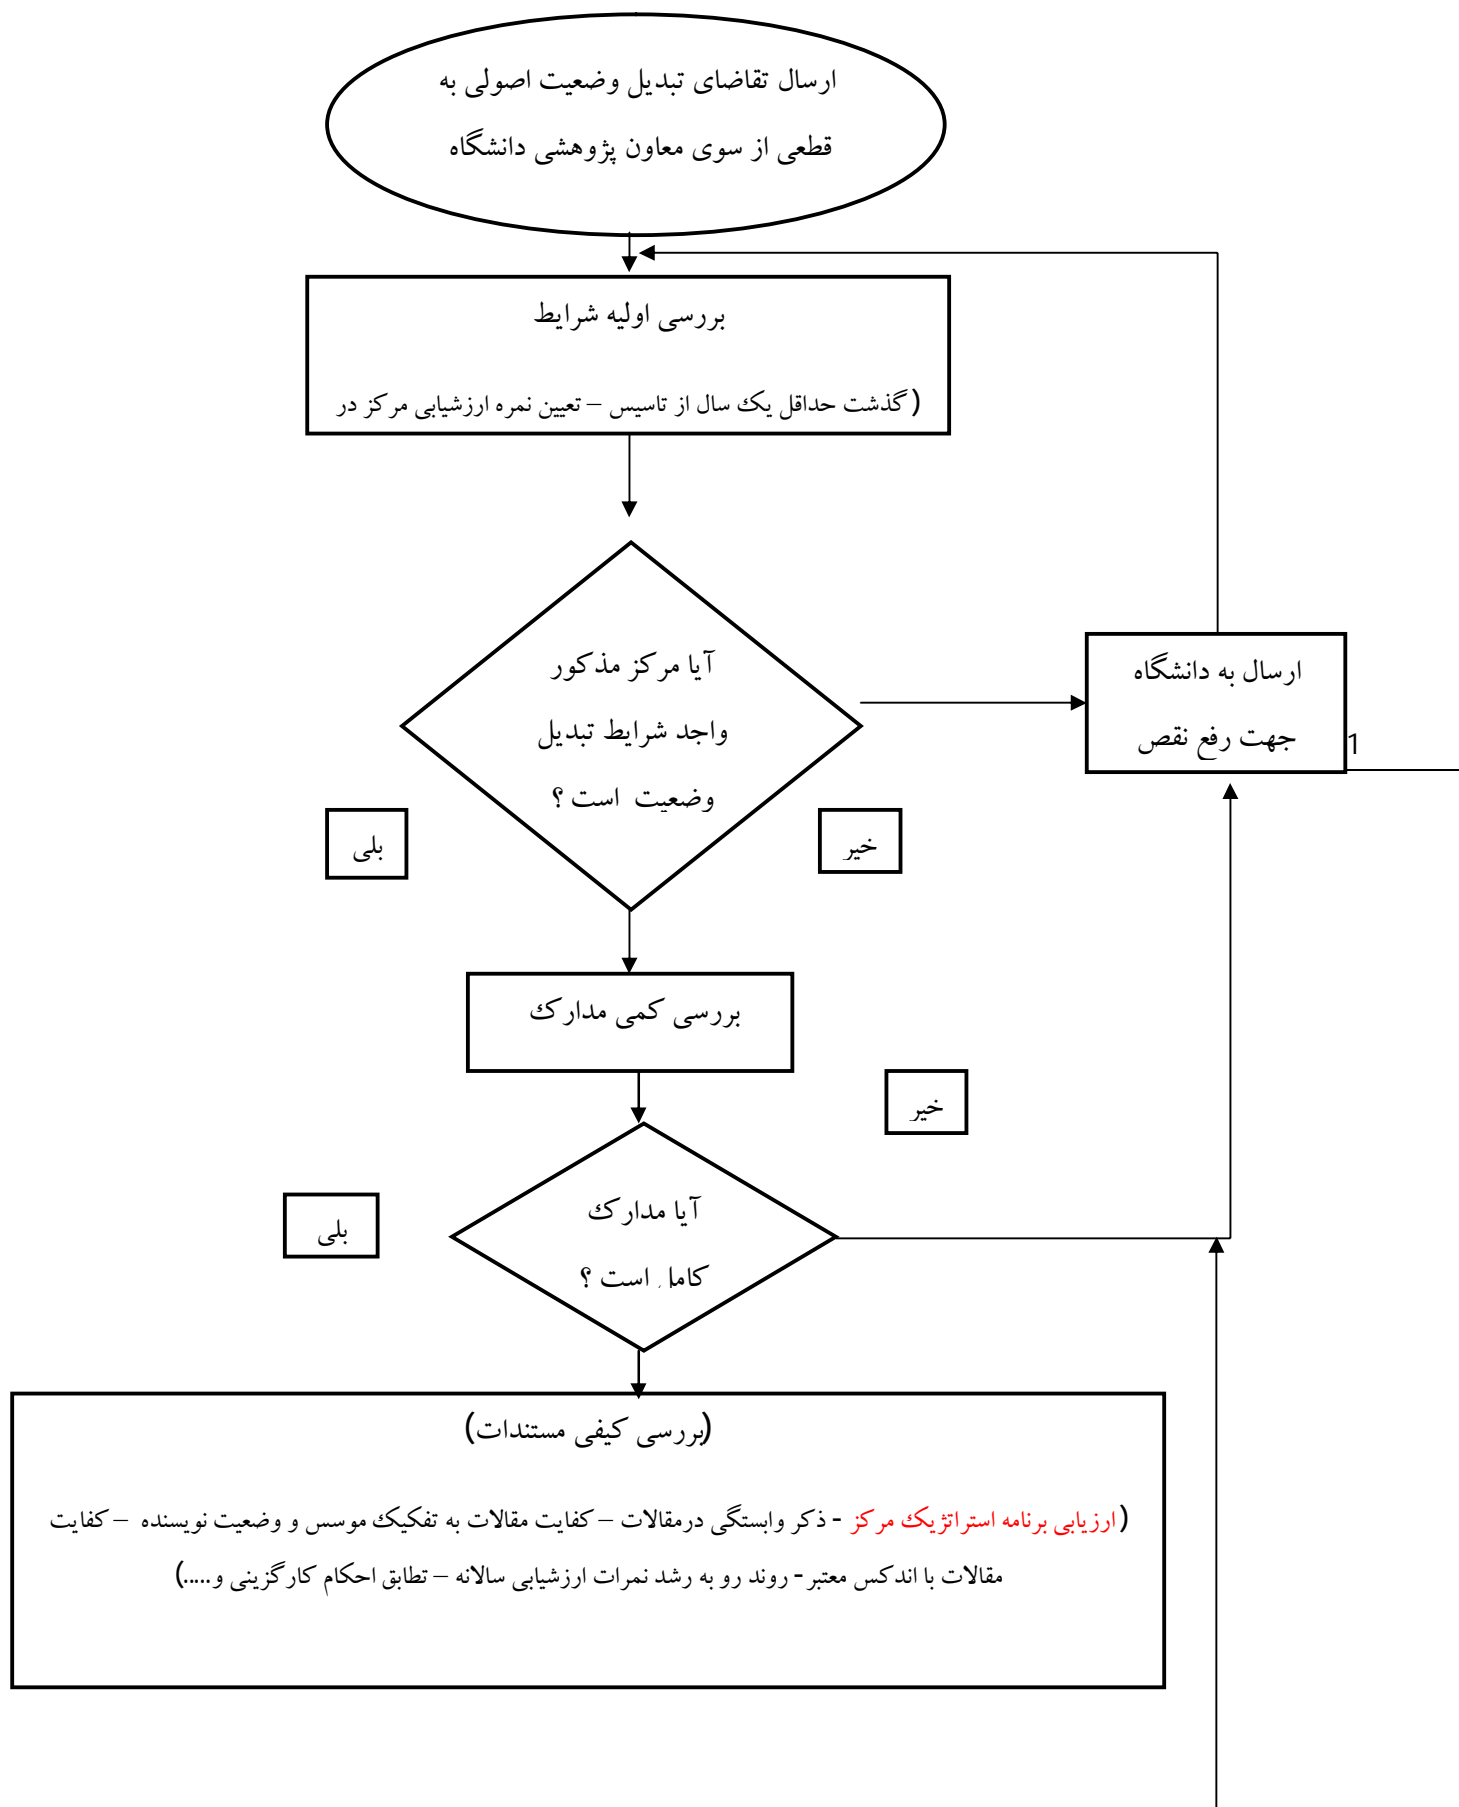 ارسال تقاضای تبدیل وضعیت اصولی به
قطعی از سوی معاون پژوهشی دانشگاه
بررسی اولیه شرایط
(گذشت حداقل یک سال از تاسیس – تعیین نمره ارزشیابی مرکز در
آیا مرکز مذکور
واجد شرایط تبدیل
وضعیت است ؟
ارسال به دانشگاه
جهت رفع نقص
1
خیر
بلی
بررسی کمی مدارک
خیر
آیا مدارک
کامل است ؟
بلی
(بررسی کیفی مستندات)
(ارزیابی برنامه استراتژیک مرکز - ذکر وابستگی درمقالات – کفایت مقالات به تفکیک موسس و وضعیت نویسنده – کفایت
مقالات با اندکس معتبر- روند رو به رشد نمرات ارزشیابی سالانه – تطابق احکام کارگزینی و.....)